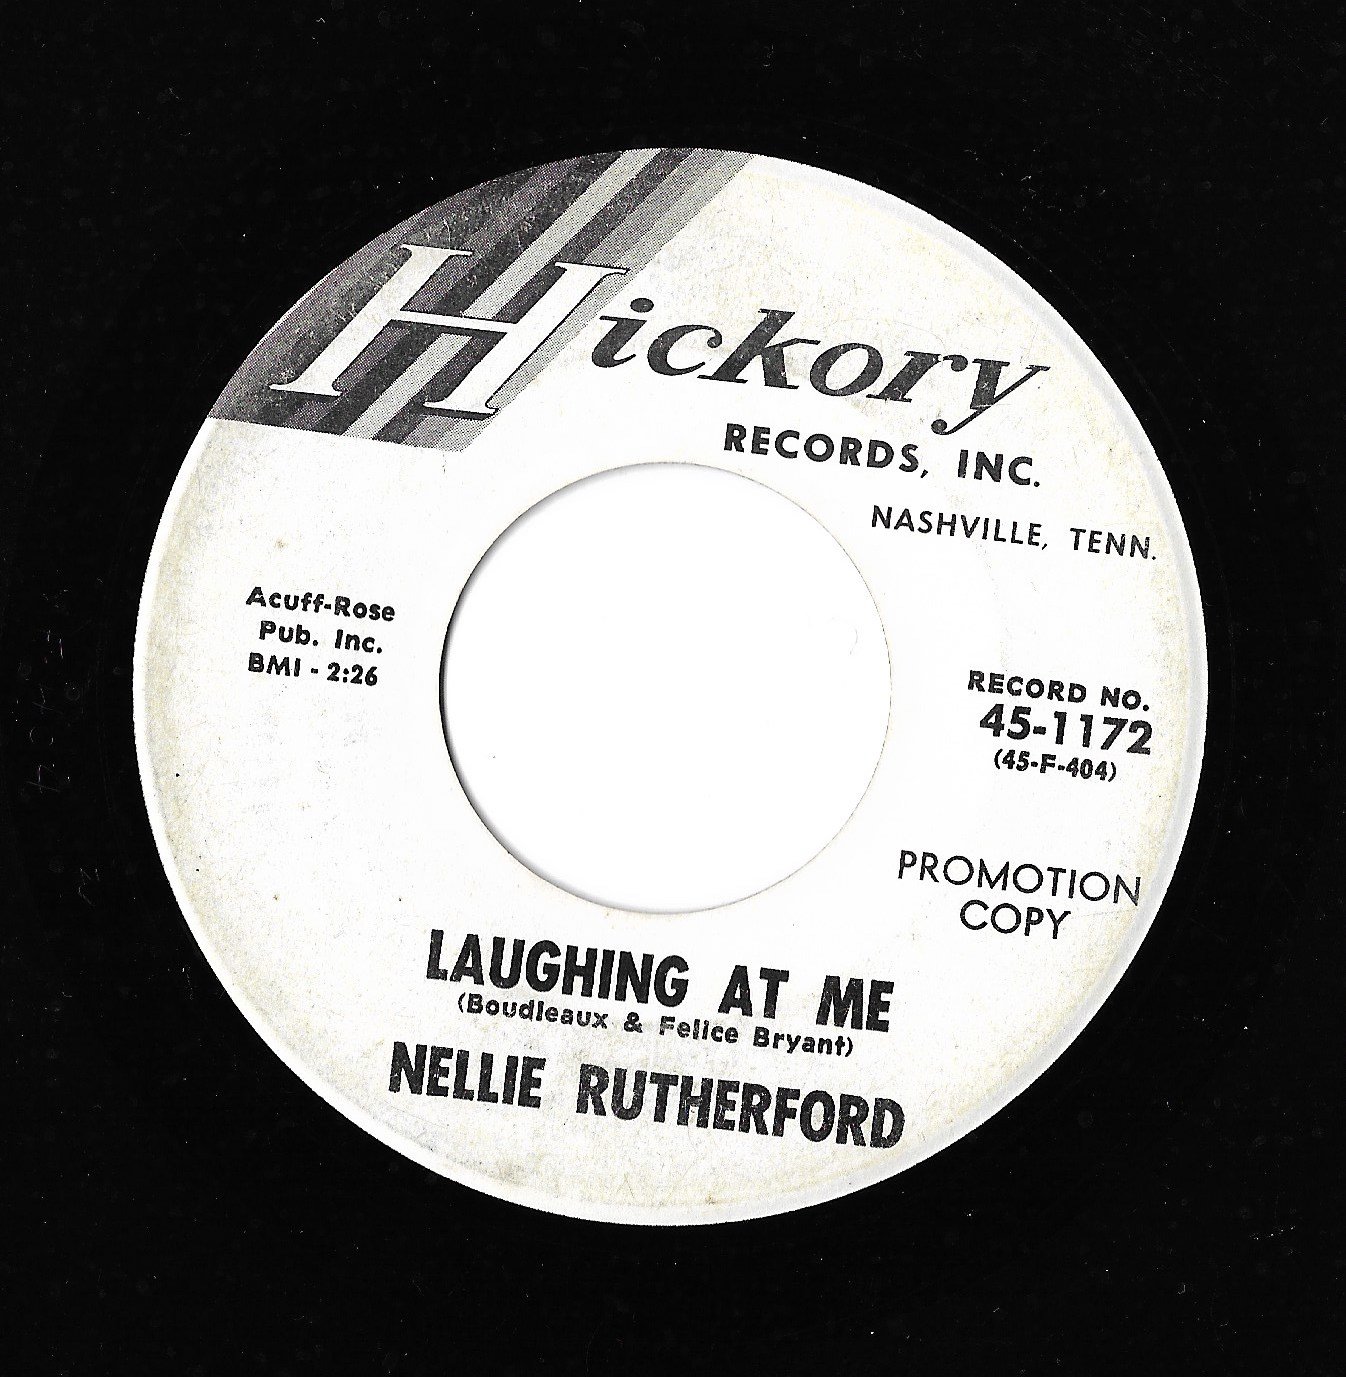 Hickory
RECORDS, INC.
NASHVILLE, TENN.
Acuff-Rose
Pub. Inc.
BMI - 2:26
RECORD NO.
45-1172
(45-F-404)
PROMOTION
COPY
LAUGHING AT ME
(Boudleaux & Felice Bryant)
NELLIE RUTHERFORD